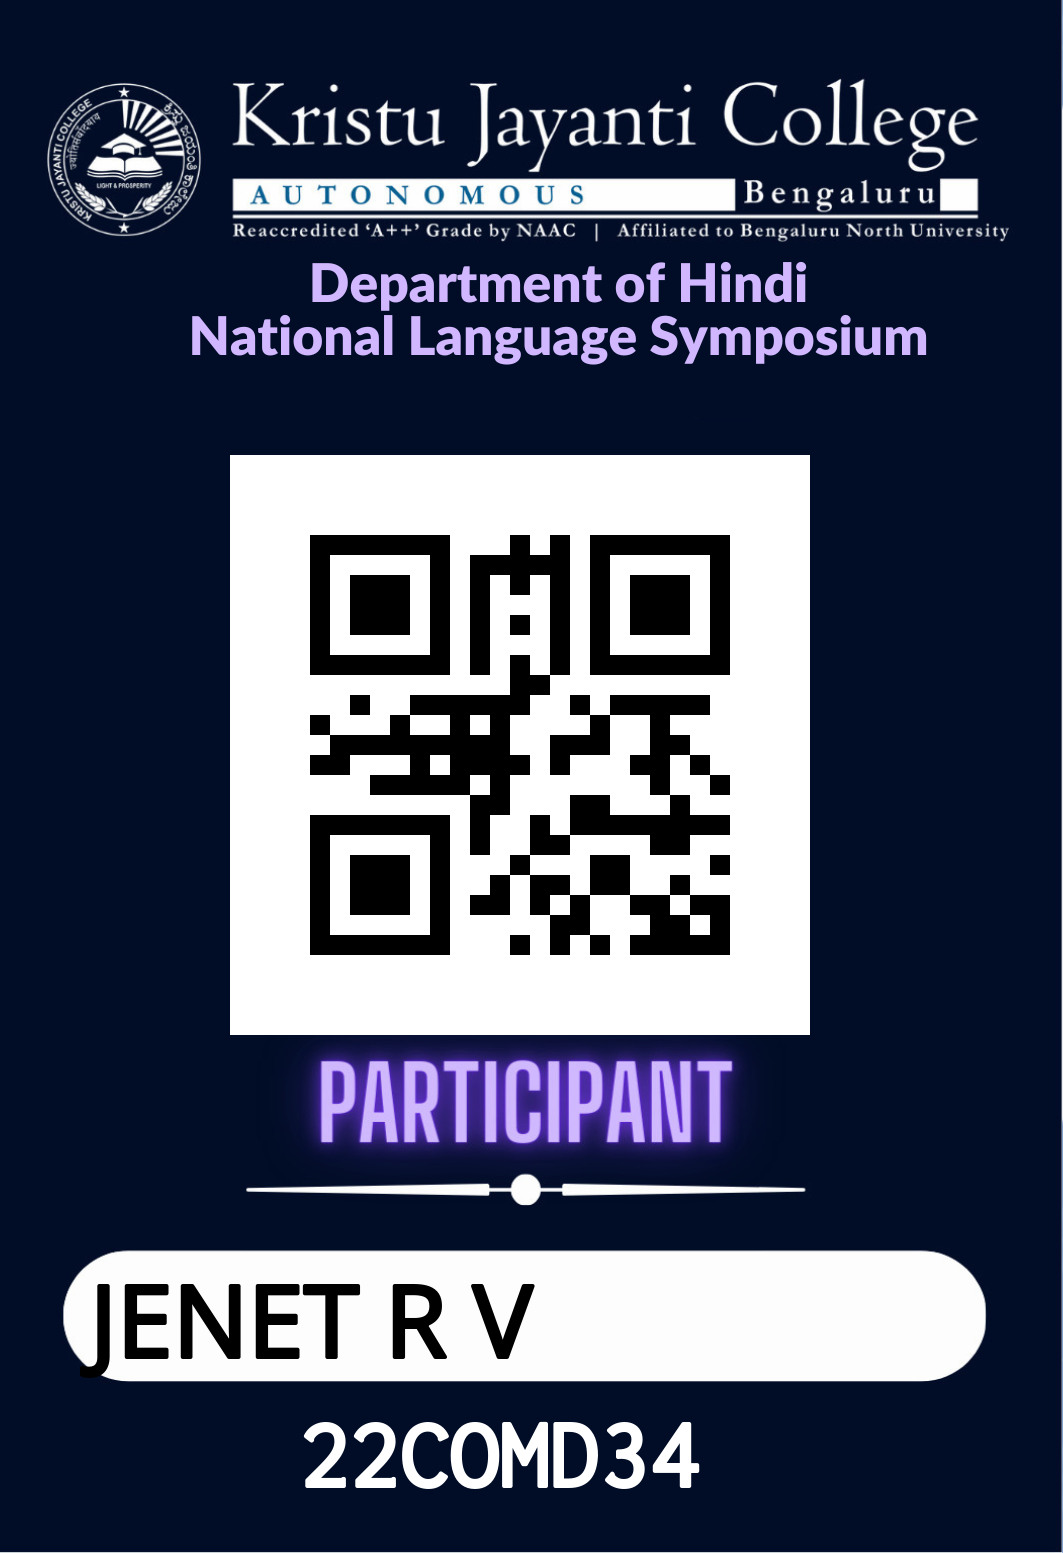 Kristu Jayanti College
AUTONOMOUS Bengaluru
Reaccredited ‘A++’ Grade by NAAC | Affiliated to Bengaluru North University
KRISTU JAYANTI COLLEGE
LIGHT & PROSPERITY
Department of Hindi
National Language Symposium
PARTICIPANT
JENET R V
22COMD34